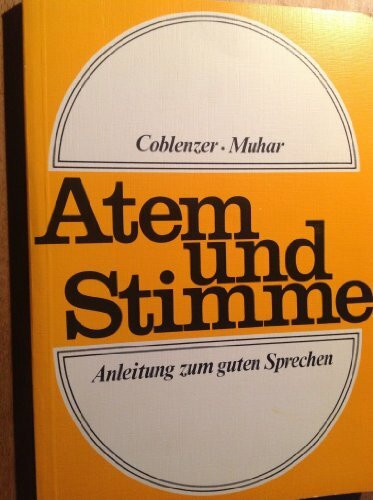 Coblenzer • Muhar
Atem
und
Stimme
Anleitung zum guten Sprechen